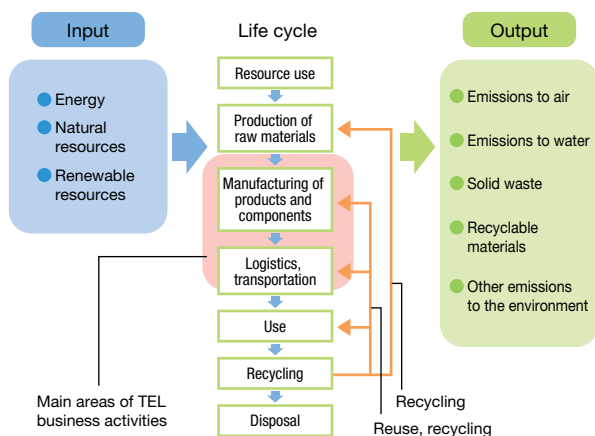 Input
Life cycle
Output
Energy
Natural
resources
Renewable
resources
Resource use
Production of
raw materials
Manufacturing of
products and
components
Logistics,
transportation
Use
Recycling
Disposal
Emissions to air
Emissions to water
Solid waste
Recyclable
materials
Other emissions
to the environment
Main areas of TEL
business activities
Recycling
Reuse, recycling